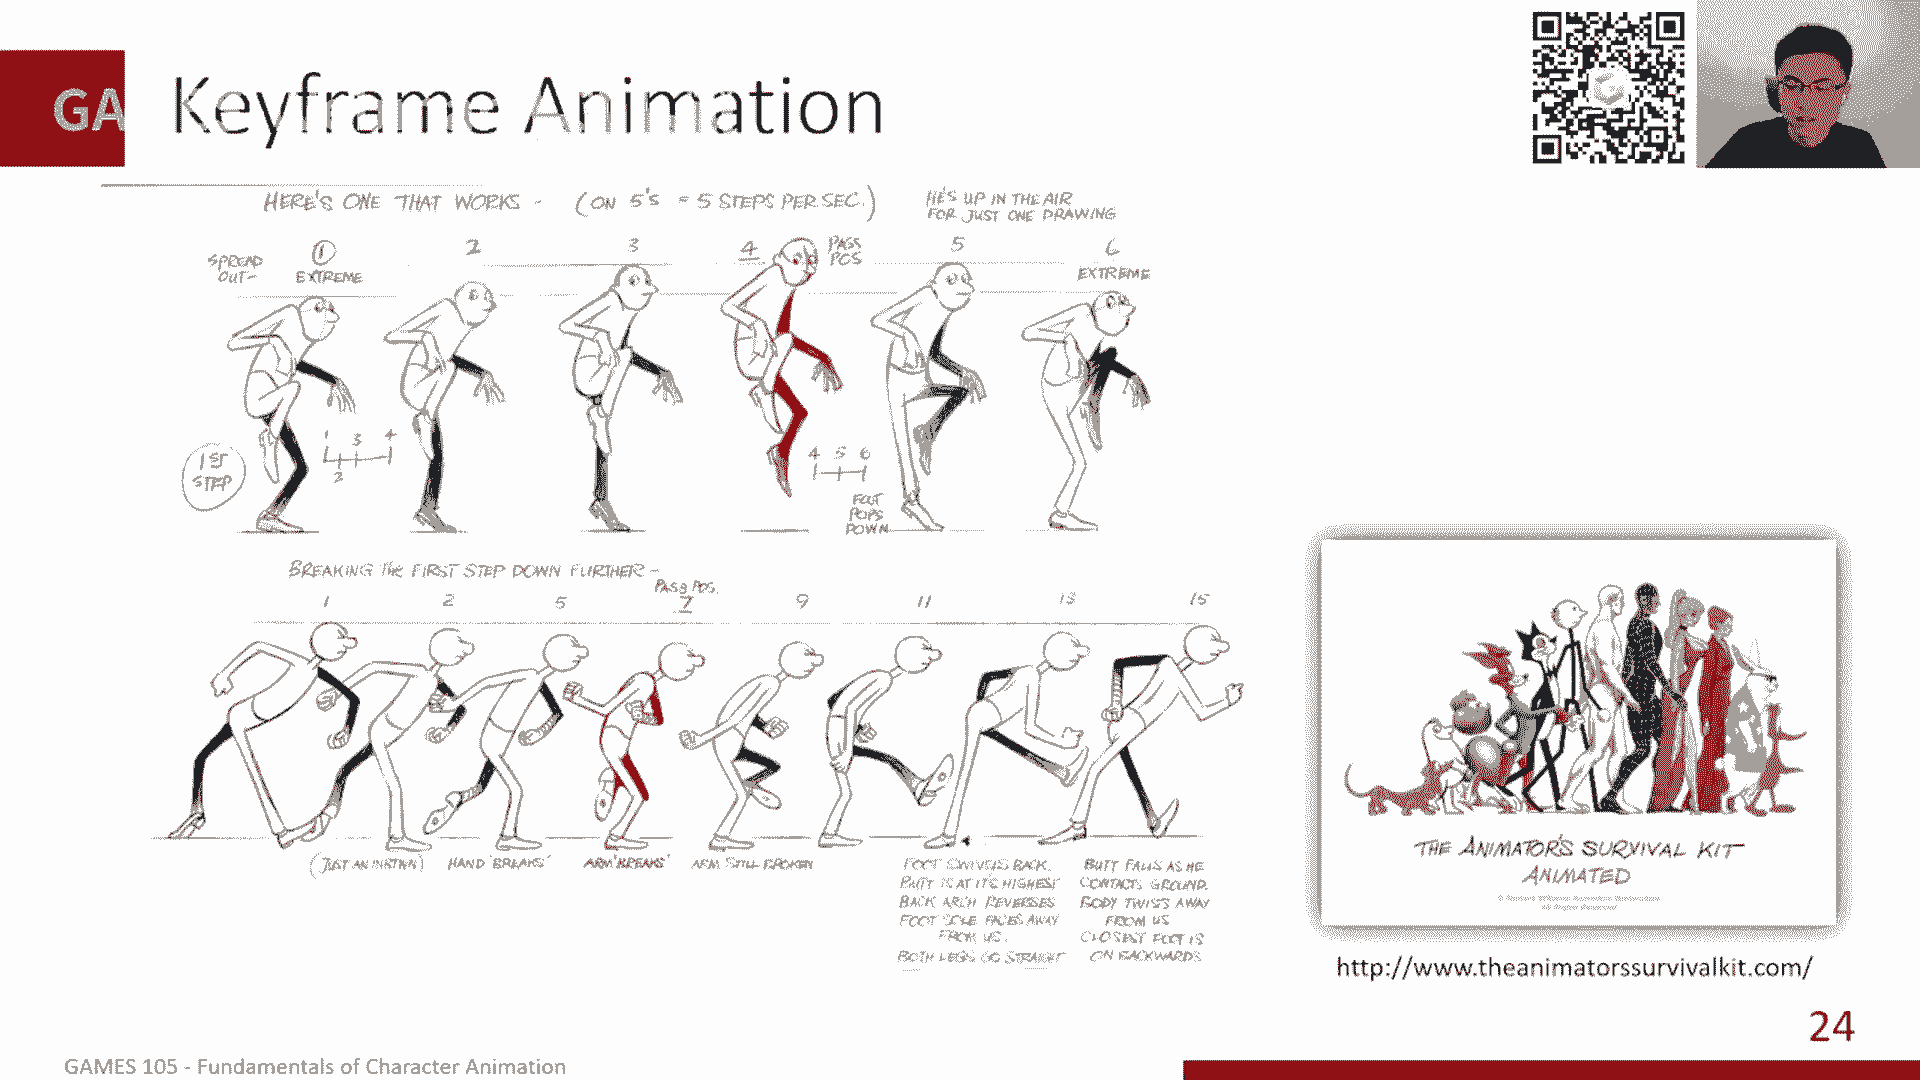 GA
Keyframe Animation
HERE'S ONE THAT WORKS - (ON 5'S = 5 STEPS PER SEC.)
HE'S UP IN THE AIR
FOR JUST ONE DRAWING
SPREAD
OUT-
1
EXTREME
2
3
4
PASS
POS
5
6
EXTREME
1ST
STEP
1 3 4
2
4 5 6
FOOT
POPS
DOWN
BREAKING THE FIRST STEP DOWN FURTHER -
PASS POS.
1 2 5 7 9 11 13 15
HAND 'BREAKS'
ARM 'BREAKS'
ARM STILL BROKEN
FOOT SWIVELS BACK.
BUTT IS AT IT'S HIGHEST
BACK ARCH REVERSES
FOOT SOLE FACES AWAY
FROM US.
BOTH LEGS GO STRAIGHT
BUTT FALLS AS HE
CONTACTS GROUND.
BODY TWISTS AWAY
FROM US
CLOSEST FOOT IS
ON BACKWARDS
THE ANIMATOR'S SURVIVAL KIT
ANIMATED
http://www.theanimatorssurvivalkit.com/
24
GAMES 105 - Fundamentals of Character Animation